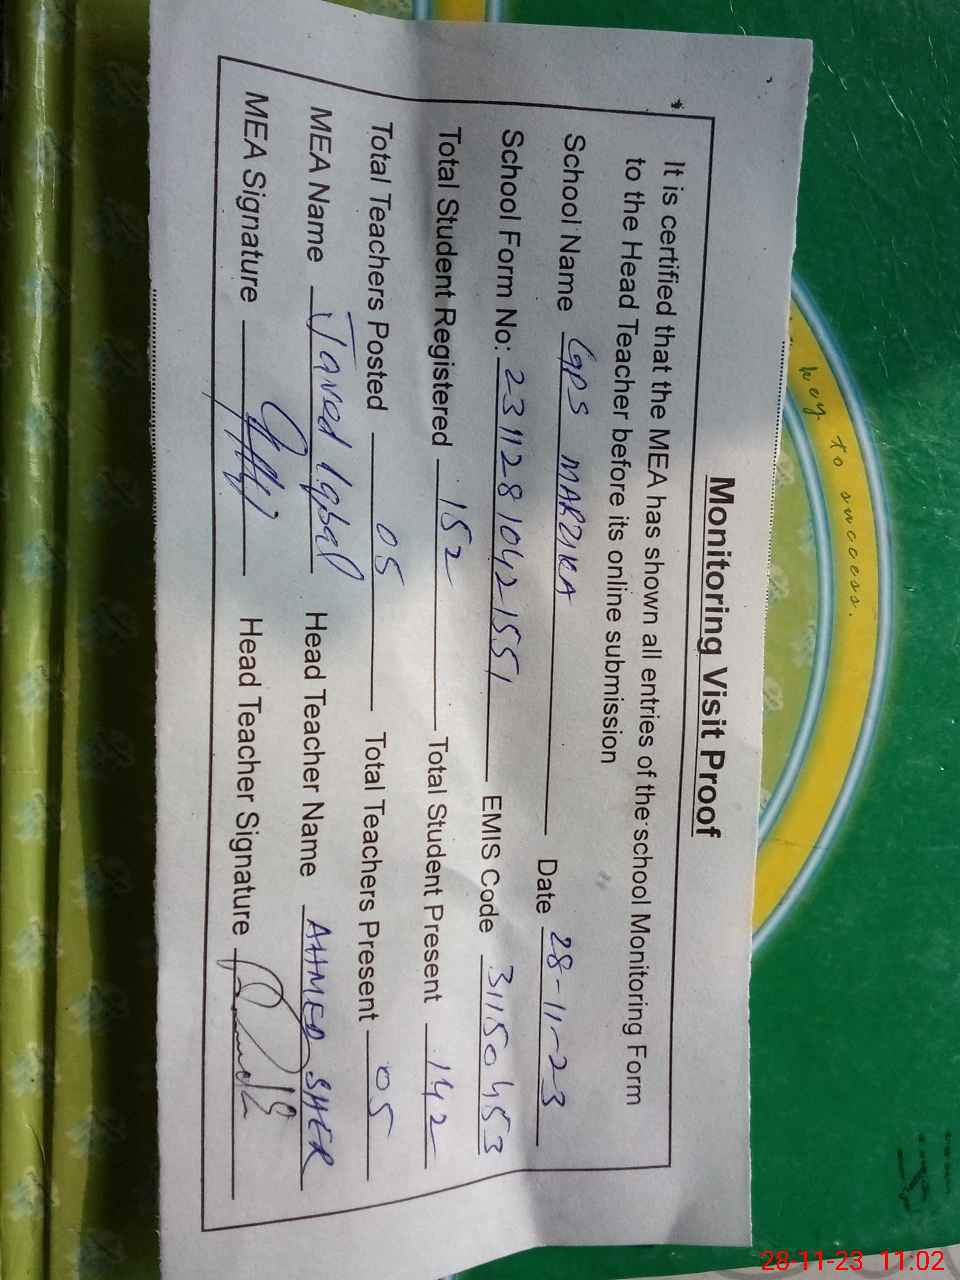 Monitoring Visit Proof
It is certified that the MEA has shown all entries of the school Monitoring Form
to the Head Teacher before its online submission
School Name GPS MARDIKA Date 28-11-23
School Form No: 23112810421551 EMIS Code 31150453
Total Student Registered 152 Total Student Present 142
Total Teachers Posted 05 Total Teachers Present 05
MEA Name Javed Iqbal Head Teacher Name AHMED SHER
MEA Signature Head Teacher Signature
key to success.
28-11-23 11:02